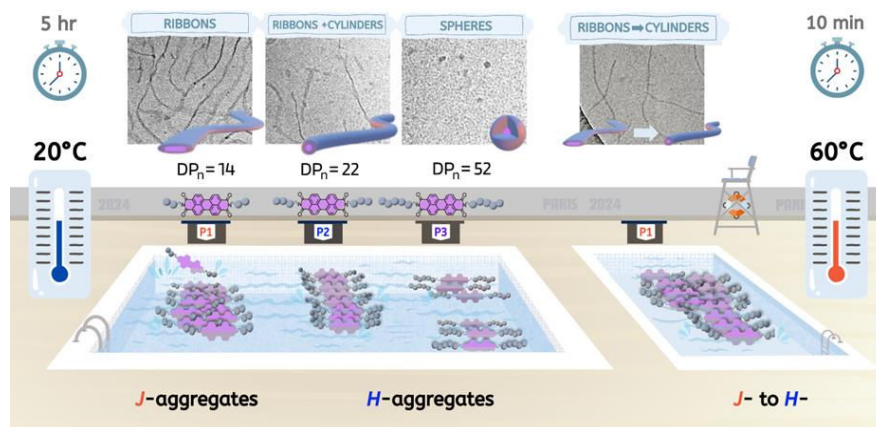 5 hr
RIBBONS
RIBBONS +CYLINDERS
SPHERES
RIBBONS➡CYLINDERS
10 min
20°C
DPn= 14
DPn= 22
DPn= 52
60°C
2024
PARIS 2024
PARI
P1
P2
P3
P1
J-aggregates
H-aggregates
J- to H-